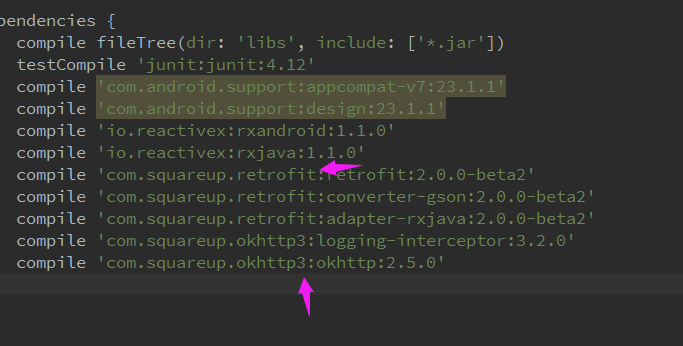 pendencies {
compile fileTree(dir: 'libs', include: ['*.jar'])
testCompile 'junit:junit:4.12'
compile 'com.android.support:appcompat-v7:23.1.1'
compile 'com.android.support:design:23.1.1'
compile 'io.reactivex:rxandroid:1.1.0'
compile 'io.reactivex:rxjava:1.1.0'
compile 'com.squareup.retrofit:retrofit:2.0.0-beta2'
compile 'com.squareup.retrofit:converter-gson:2.0.0-beta2'
compile 'com.squareup.retrofit:adapter-rxjava:2.0.0-beta2'
compile 'com.squareup.okhttp3:logging-interceptor:3.2.0'
compile 'com.squareup.okhttp3:okhttp:2.5.0'